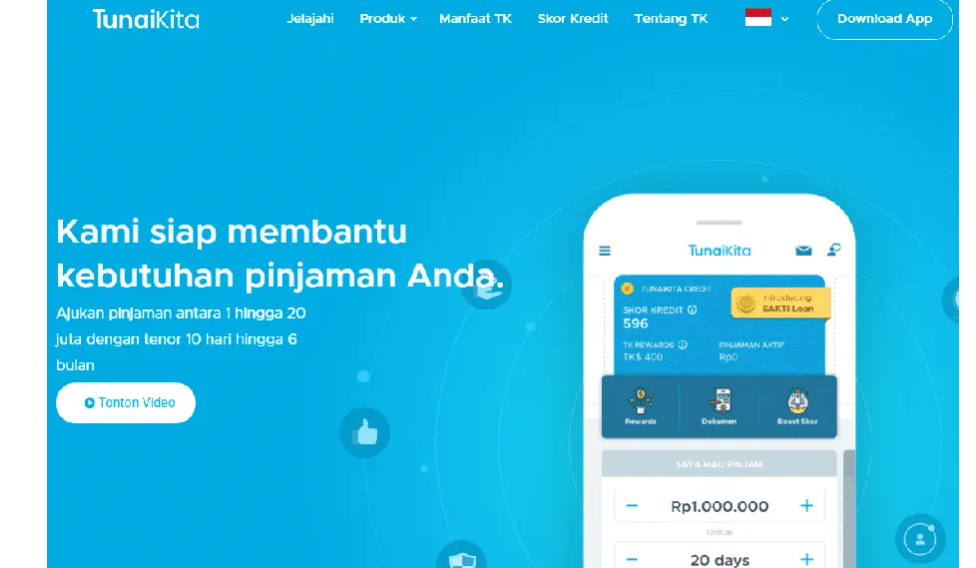 TunaiKita
Jelajahi
Produk
Manfaat TK
Skor Kredit
Tentang TK
Download App
Kami siap membantu
kebutuhan pinjaman Anda.
Ajukan pinjaman antara 1 hingga 20
juta dengan tenor 10 hari hingga 6
bulan
Tonton Video
TunaiKita
TUNAIKITA CREDIT
Introducing
SAKTI Loan
SKOR KREDIT
596
TK REWARDS
PINJAMAN AKTIF
TK$ 400
Rp0
Rewards
Dokumen
Boost Skor
SAYA MAU PINJAM
Rp1.000.000
Untuk
20 days